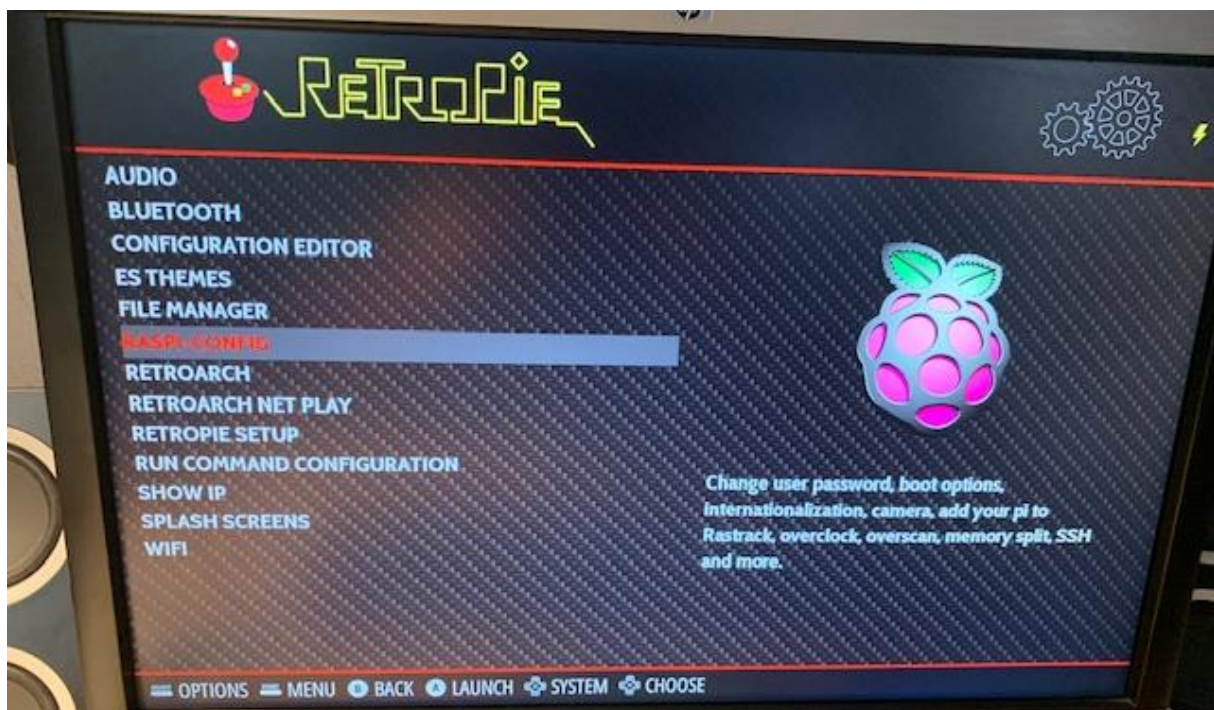 RETROPIE
AUDIO
BLUETOOTH
CONFIGURATION EDITOR
ES THEMES
FILE MANAGER
RASPI-CONFIG
RETROARCH
RETROARCH NET PLAY
RETROPIE SETUP
RUN COMMAND CONFIGURATION
SHOW IP
SPLASH SCREENS
WIFI
Change user password, boot options,
internationalization, camera, add your pi to
Rastrack, overclock, overscan, memory split, SSH
and more.
OPTIONS MENU B BACK A LAUNCH SYSTEM CHOOSE